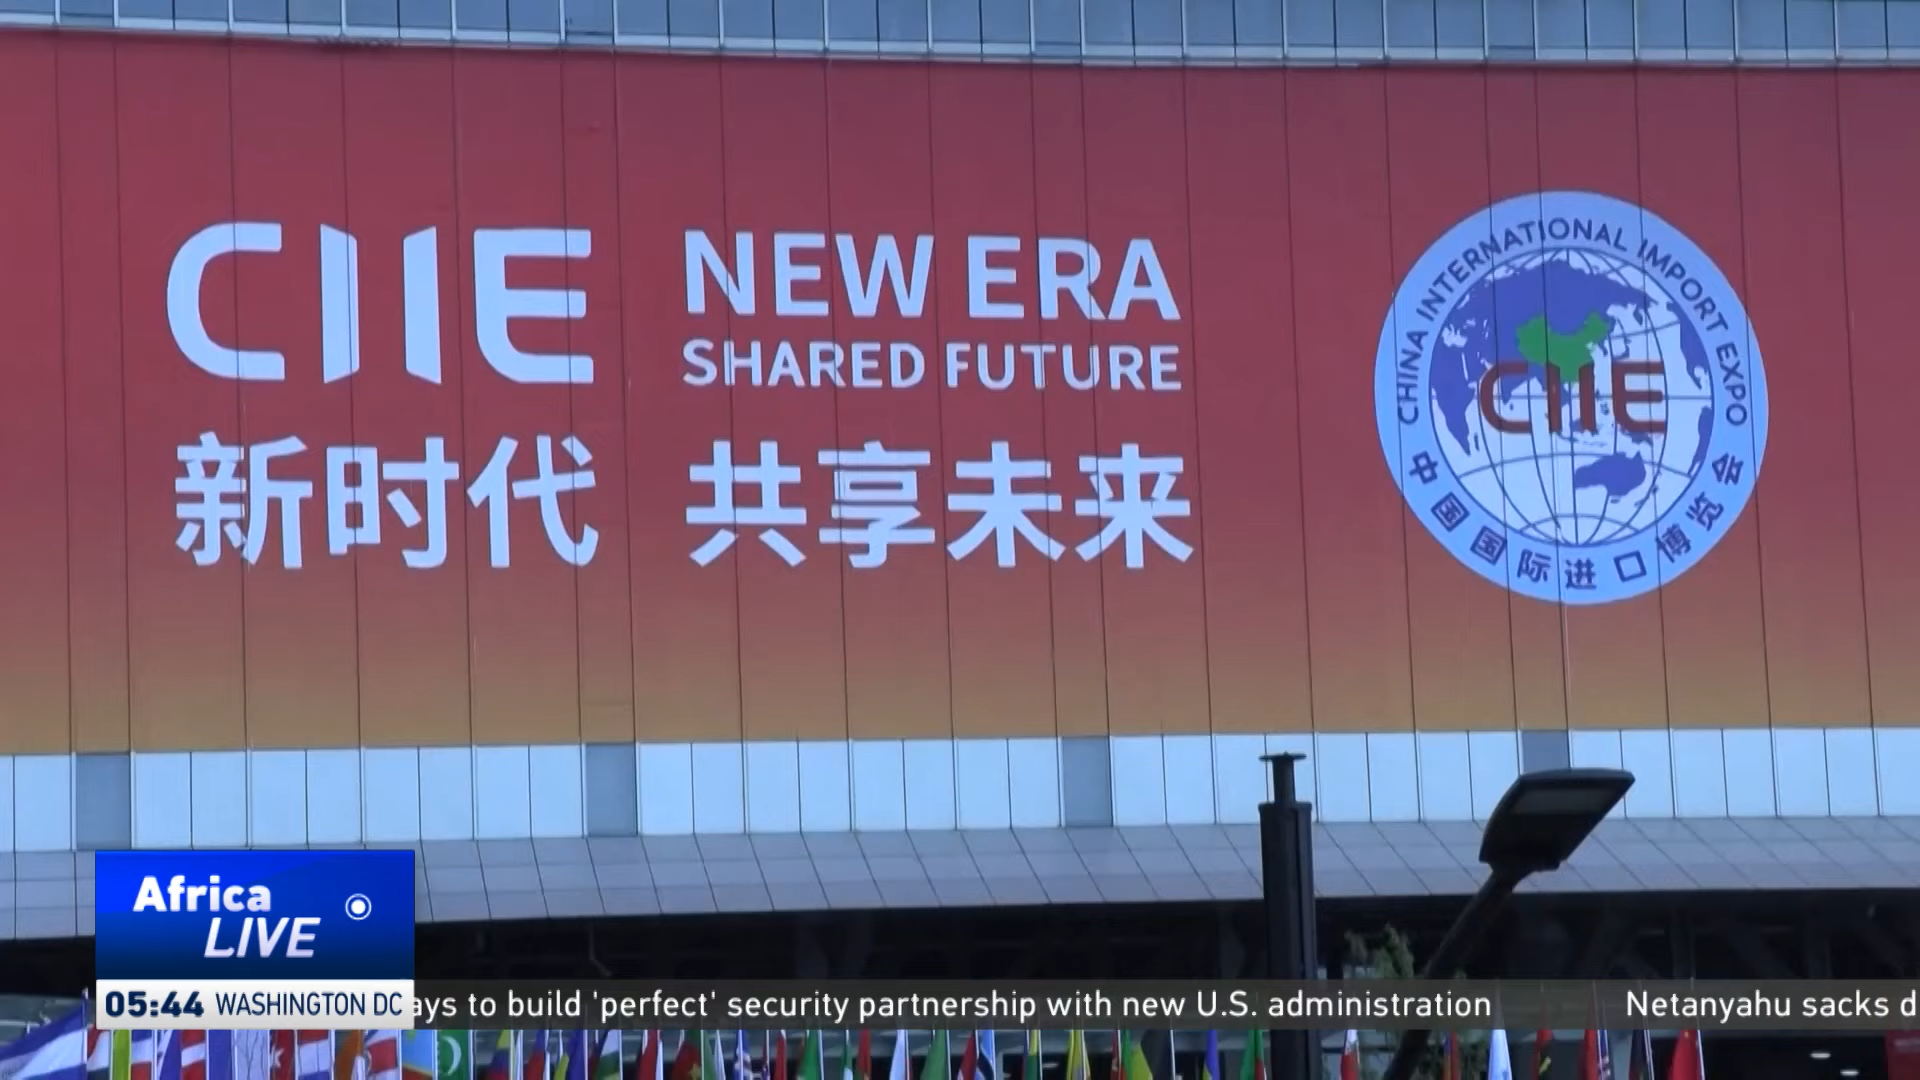 CIIE
NEW ERA
SHARED FUTURE
新时代 共享未来
CHINA INTERNATIONAL IMPORT EXPO
CIIE
中国国际进口博览会
Africa
LIVE
05:44 WASHINGTON DC
ays to build 'perfect' security partnership with new U.S. administration
Netanyahu sacks d